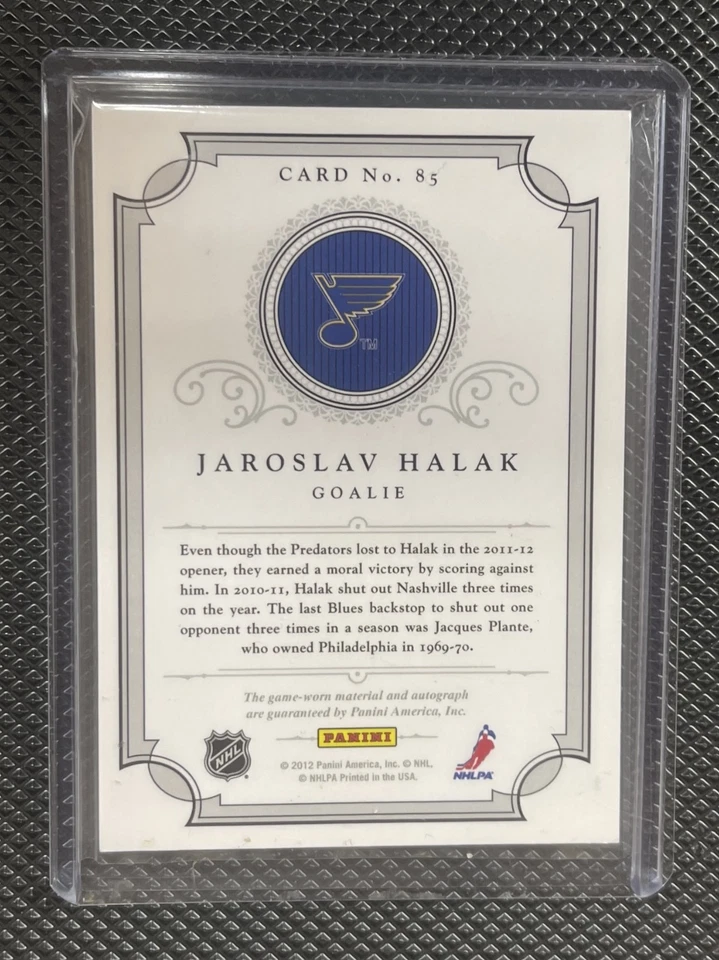 CARD No. 85
TM
JAROSLAV HALAK
GOALIE
Even though the Predators lost to Halak in the 2011-12
opener, they earned a moral victory by scoring against
him. In 2010-11, Halak shut out Nashville three times
on the year. The last Blues backstop to shut out one
opponent three times in a season was Jacques Plante,
who owned Philadelphia in 1969-70.
The game-worn material and autograph
are guaranteed by Panini America, Inc.
PANINI
NHL
© 2012 Panini America, Inc. © NHL.
© NHLPA Printed in the USA.
NHLPA